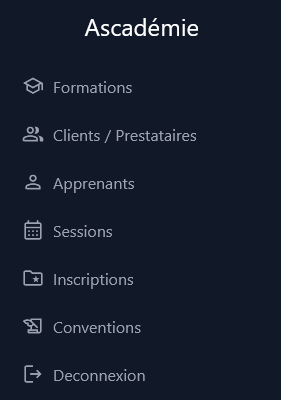 Ascadémie
Formations
Clients / Prestataires
Apprenants
Sessions
Inscriptions
Conventions
Deconnexion